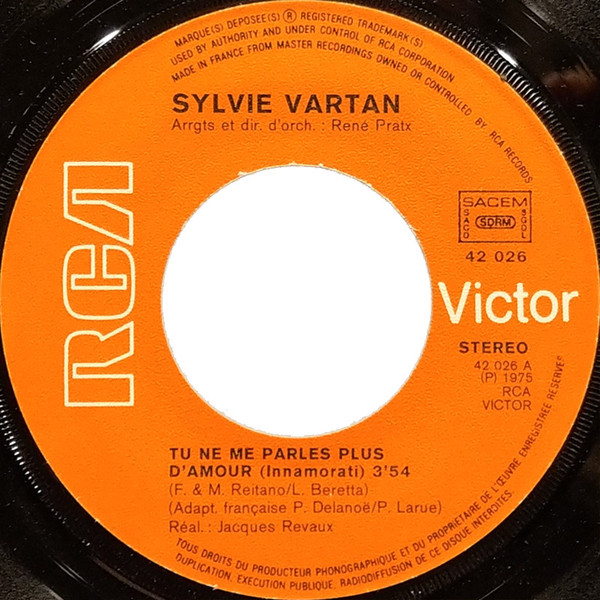 MARQUE(S) DEPOSEE(S) ® REGISTERED TRADEMARK(S)
USED BY AUTHORITY AND UNDER CONTROL OF RCA CORPORATION
MADE IN FRANCE FROM MASTER RECORDINGS OWNED OR CONTROLLED BY RCA RECORDS
SYLVIE VARTAN
Arrgts et dir. d'orch. : René Pratx
RCA
SACEM
SACD
SDRM
SGDL
42 026
Victor
STEREO
42 026 A
(P) 1975
RCA
VICTOR
TU NE ME PARLES PLUS
D'AMOUR (Innamorati) 3'54
(F. & M. Reitano/L. Beretta)
(Adapt. française P. Delanoë/P. Larue)
Réal. : Jacques Revaux
TOUS DROITS DU PRODUCTEUR PHONOGRAPHIQUE ET DU PROPRIETAIRE DE L'ŒUVRE ENREGISTREE RESERVES
DUPLICATION, EXECUTION PUBLIQUE, RADIODIFFUSION DE CE DISQUE INTERDITES.